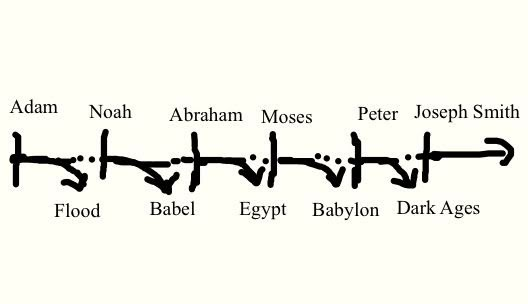 Adam Noah Abraham Moses Peter Joseph Smith
Flood Babel Egypt Babylon Dark Ages